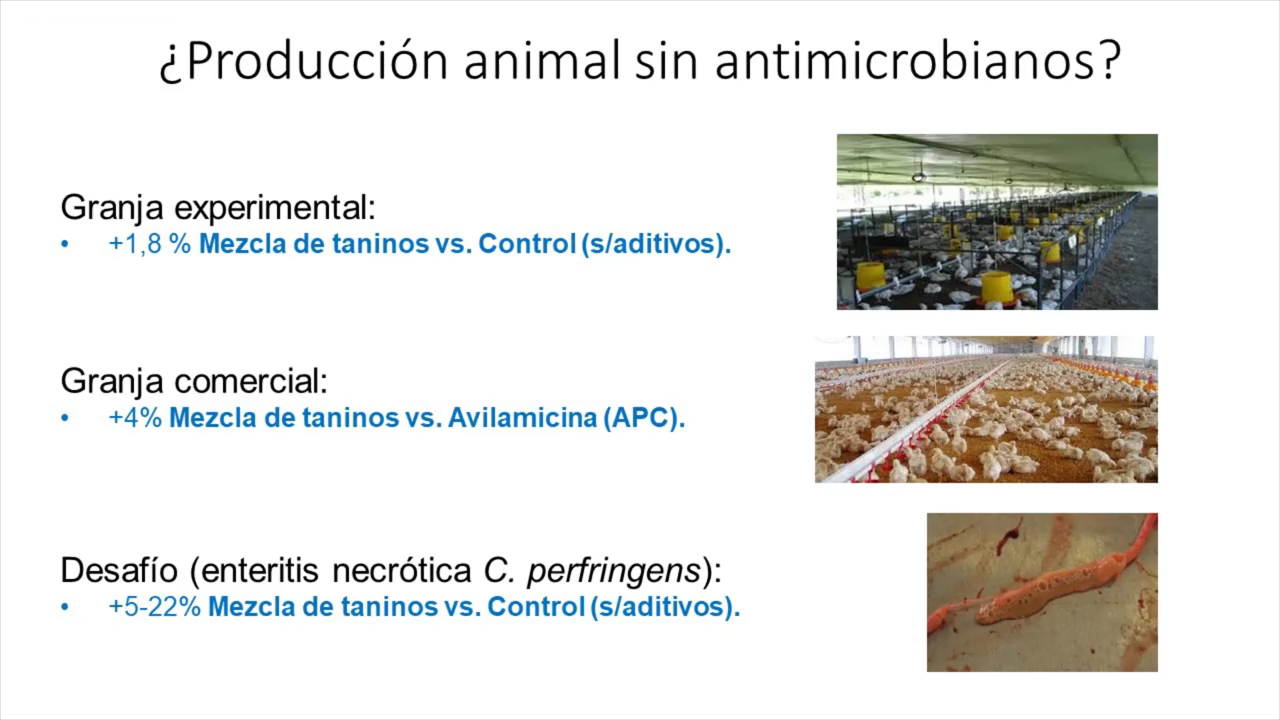 ¿Producción animal sin antimicrobianos?
Granja experimental:
• +1,8 % Mezcla de taninos vs. Control (s/aditivos).
Granja comercial:
• +4% Mezcla de taninos vs. Avilamicina (APC).
Desafío (enteritis necrótica C. perfringens):
• +5-22% Mezcla de taninos vs. Control (s/aditivos).